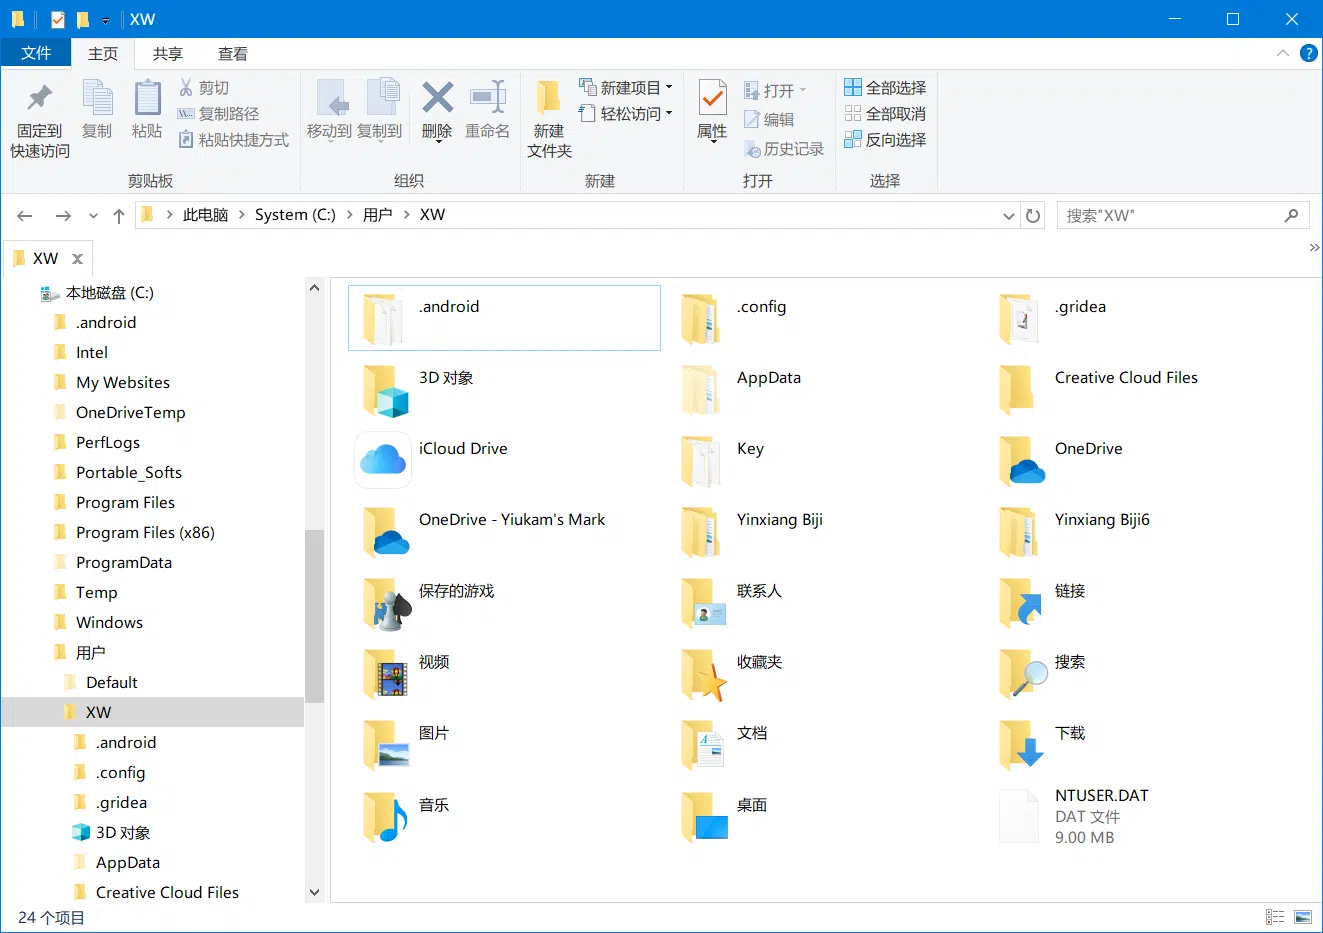 XW
文件 主页 共享 查看
固定到
快速访问
复制
粘贴
剪切
复制路径
粘贴快捷方式
剪贴板
移动到
复制到
删除
重命名
组织
新建
文件夹
新建项目
轻松访问
新建
属性
打开
编辑
历史记录
打开
全部选择
全部取消
反向选择
选择
此电脑 System (C:) 用户 XW
搜索"XW"
XW
本地磁盘 (C:)
.android
Intel
My Websites
OneDriveTemp
PerfLogs
Portable_Softs
Program Files
Program Files (x86)
ProgramData
Temp
Windows
用户
Default
XW
.android
.config
.gridea
3D 对象
AppData
Creative Cloud Files
.android
.config
.gridea
3D 对象
AppData
Creative Cloud Files
iCloud Drive
Key
OneDrive
OneDrive - Yiukam's Mark
Yinxiang Biji
Yinxiang Biji6
保存的游戏
联系人
链接
视频
收藏夹
搜索
图片
文档
下载
音乐
桌面
NTUSER.DAT
DAT 文件
9.00 MB
24 个项目